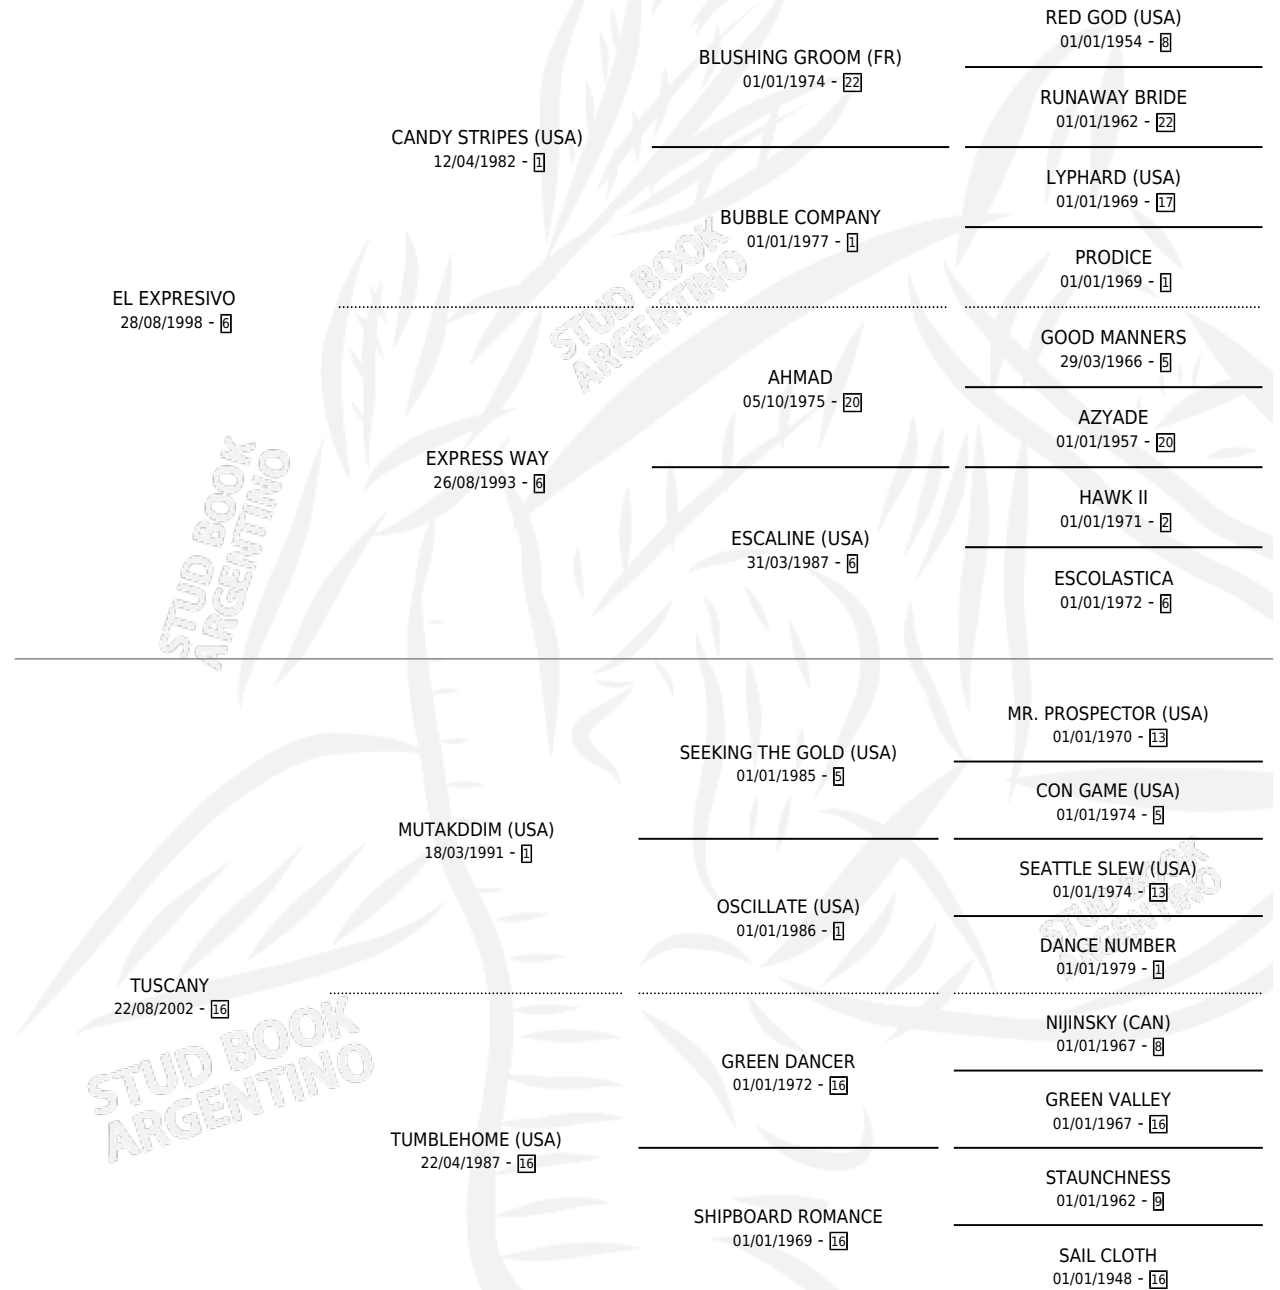 RED GOD (USA)
01/01/1954 - 8
BLUSHING GROOM (FR)
01/01/1974 - 22
RUNAWAY BRIDE
01/01/1962 - 22
CANDY STRIPES (USA)
12/04/1982 - 1
LYPHARD (USA)
01/01/1969 - 17
BUBBLE COMPANY
01/01/1977 - 1
PRODICE
01/01/1969 - 1
EL EXPRESIVO
28/08/1998 - 6
STUD BOOK
ARGENTINO
GOOD MANNERS
29/03/1966 - 5
AHMAD
05/10/1975 - 20
AZYADE
01/01/1957 - 20
EXPRESS WAY
26/08/1993 - 6
HAWK II
01/01/1971 - 2
ESCALINE (USA)
31/03/1987 - 6
ESCOLASTICA
01/01/1972 - 6
STUD BOOK
ARGENTINO
MR. PROSPECTOR (USA)
01/01/1970 - 13
SEEKING THE GOLD (USA)
01/01/1985 - 5
CON GAME (USA)
01/01/1974 - 5
MUTAKDDIM (USA)
18/03/1991 - 1
SEATTLE SLEW (USA)
01/01/1974 - 13
STUD BOOK
ARGENTINO
OSCILLATE (USA)
01/01/1986 - 1
DANCE NUMBER
01/01/1979 - 1
TUSCANY
22/08/2002 - 16
STUD BOOK
ARGENTINO
NIJINSKY (CAN)
01/01/1967 - 8
GREEN DANCER
01/01/1972 - 16
GREEN VALLEY
01/01/1967 - 16
TUMBLEHOME (USA)
22/04/1987 - 16
STAUNCHNESS
01/01/1962 - 9
SHIPBOARD ROMANCE
01/01/1969 - 16
SAIL CLOTH
01/01/1948 - 16